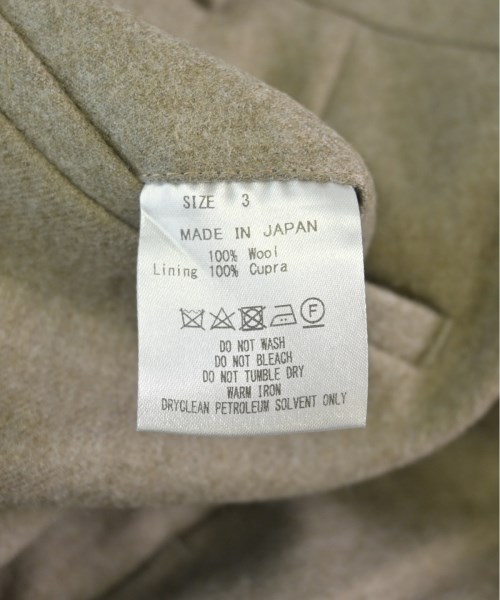 SIZE 3
MADE IN JAPAN
100% Wool
Lining 100% Cupra
F
DO NOT WASH
DO NOT BLEACH
DO NOT TUMBLE DRY
WARM IRON
DRYCLEAN PETROLEUM SOLVENT ONLY